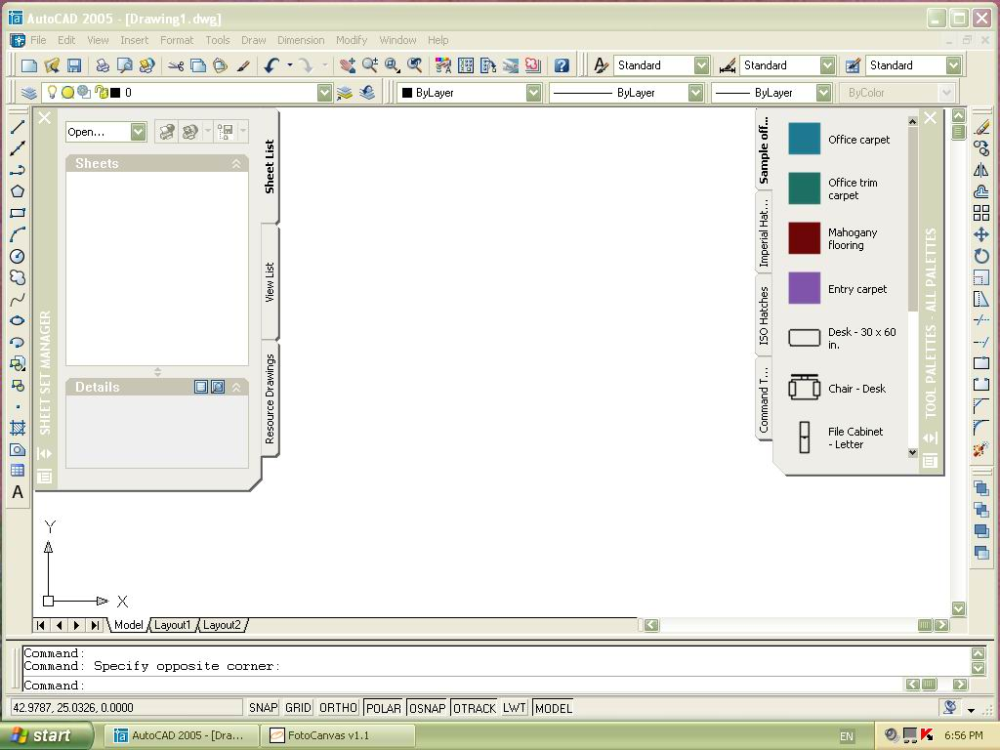 AutoCAD 2005 - [Drawing1.dwg]
File Edit View Insert Format Tools Draw Dimension Modify Window Help
Standard Standard Standard
0 ByLayer ByLayer ByLayer ByColor
Open...
Sheets
Details
Sheet List
View List
Resource Drawings
SHEET SET MANAGER
Sample off...
Imperial Hat...
ISO Hatches
Command T...
Office carpet
Office trim
carpet
Mahogany
flooring
Entry carpet
Desk - 30 x 60
in.
Chair - Desk
File Cabinet
- Letter
TOOL PALETTES - ALL PALETTES
A
Y
X
Model Layout1 Layout2
Command:
Command: Specify opposite corner:
Command:
42.9787, 25.0326, 0.0000 SNAP GRID ORTHO POLAR OSNAP OTRACK LWT MODEL
start AutoCAD 2005 - [Dra... FotoCanvas v1.1 EN 6:56 PM